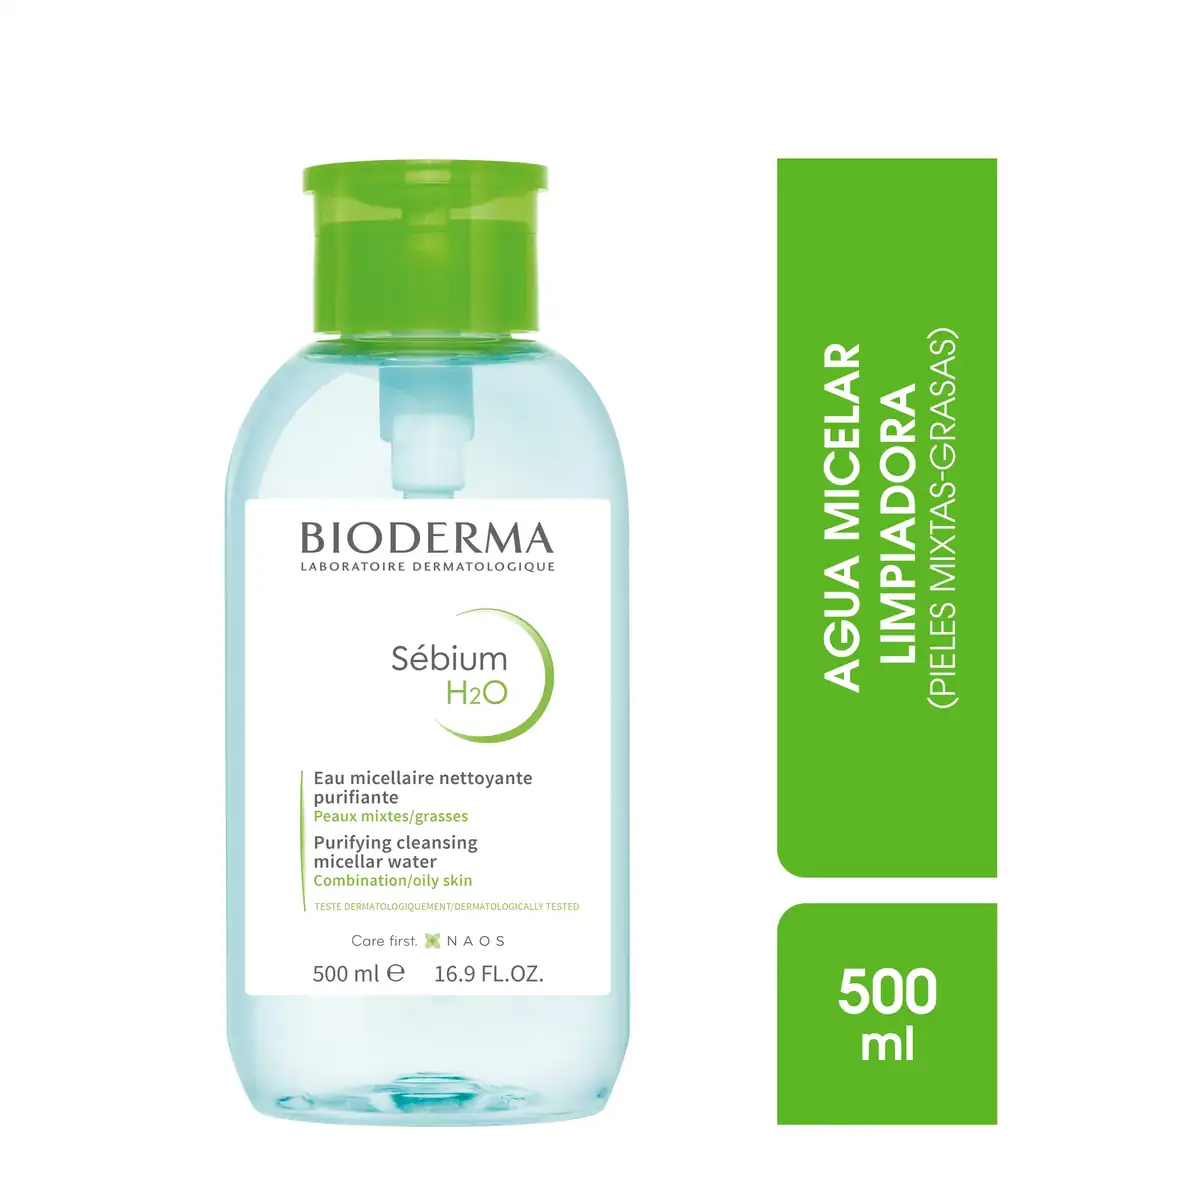 BIODERMA
LABORATOIRE DERMATOLOGIQUE
Sébium
H2O
Eau micellaire nettoyante
purifiante
Peaux mixtes/grasses
Purifying cleansing
micellar water
Combination/oily skin
TESTE DERMATOLOGIQUEMENT/DERMATOLOGICALLY TESTED
Care first. NAOS
500 ml ℮ 16.9 FL.OZ.
AGUA MICELAR
LIMPIADORA
(PIELES MIXTAS-GRASAS)
500
ml